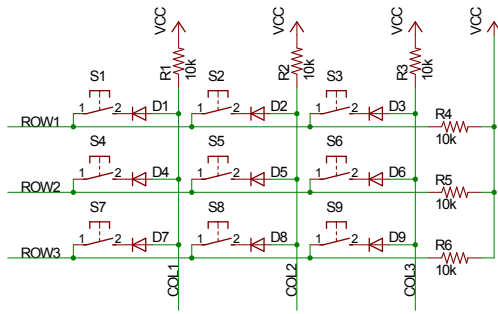 VCC VCC VCC VCC
R1 10k R2 10k R3 10k
S1 S2 S3
1 2 D1 1 2 D2 1 2 D3 R4
ROW1 10k
S4 S5 S6
1 2 D4 1 2 D5 1 2 D6 R5
ROW2 10k
S7 S8 S9
1 2 D7 1 2 D8 1 2 D9 R6
ROW3 10k
COL1 COL2 COL3